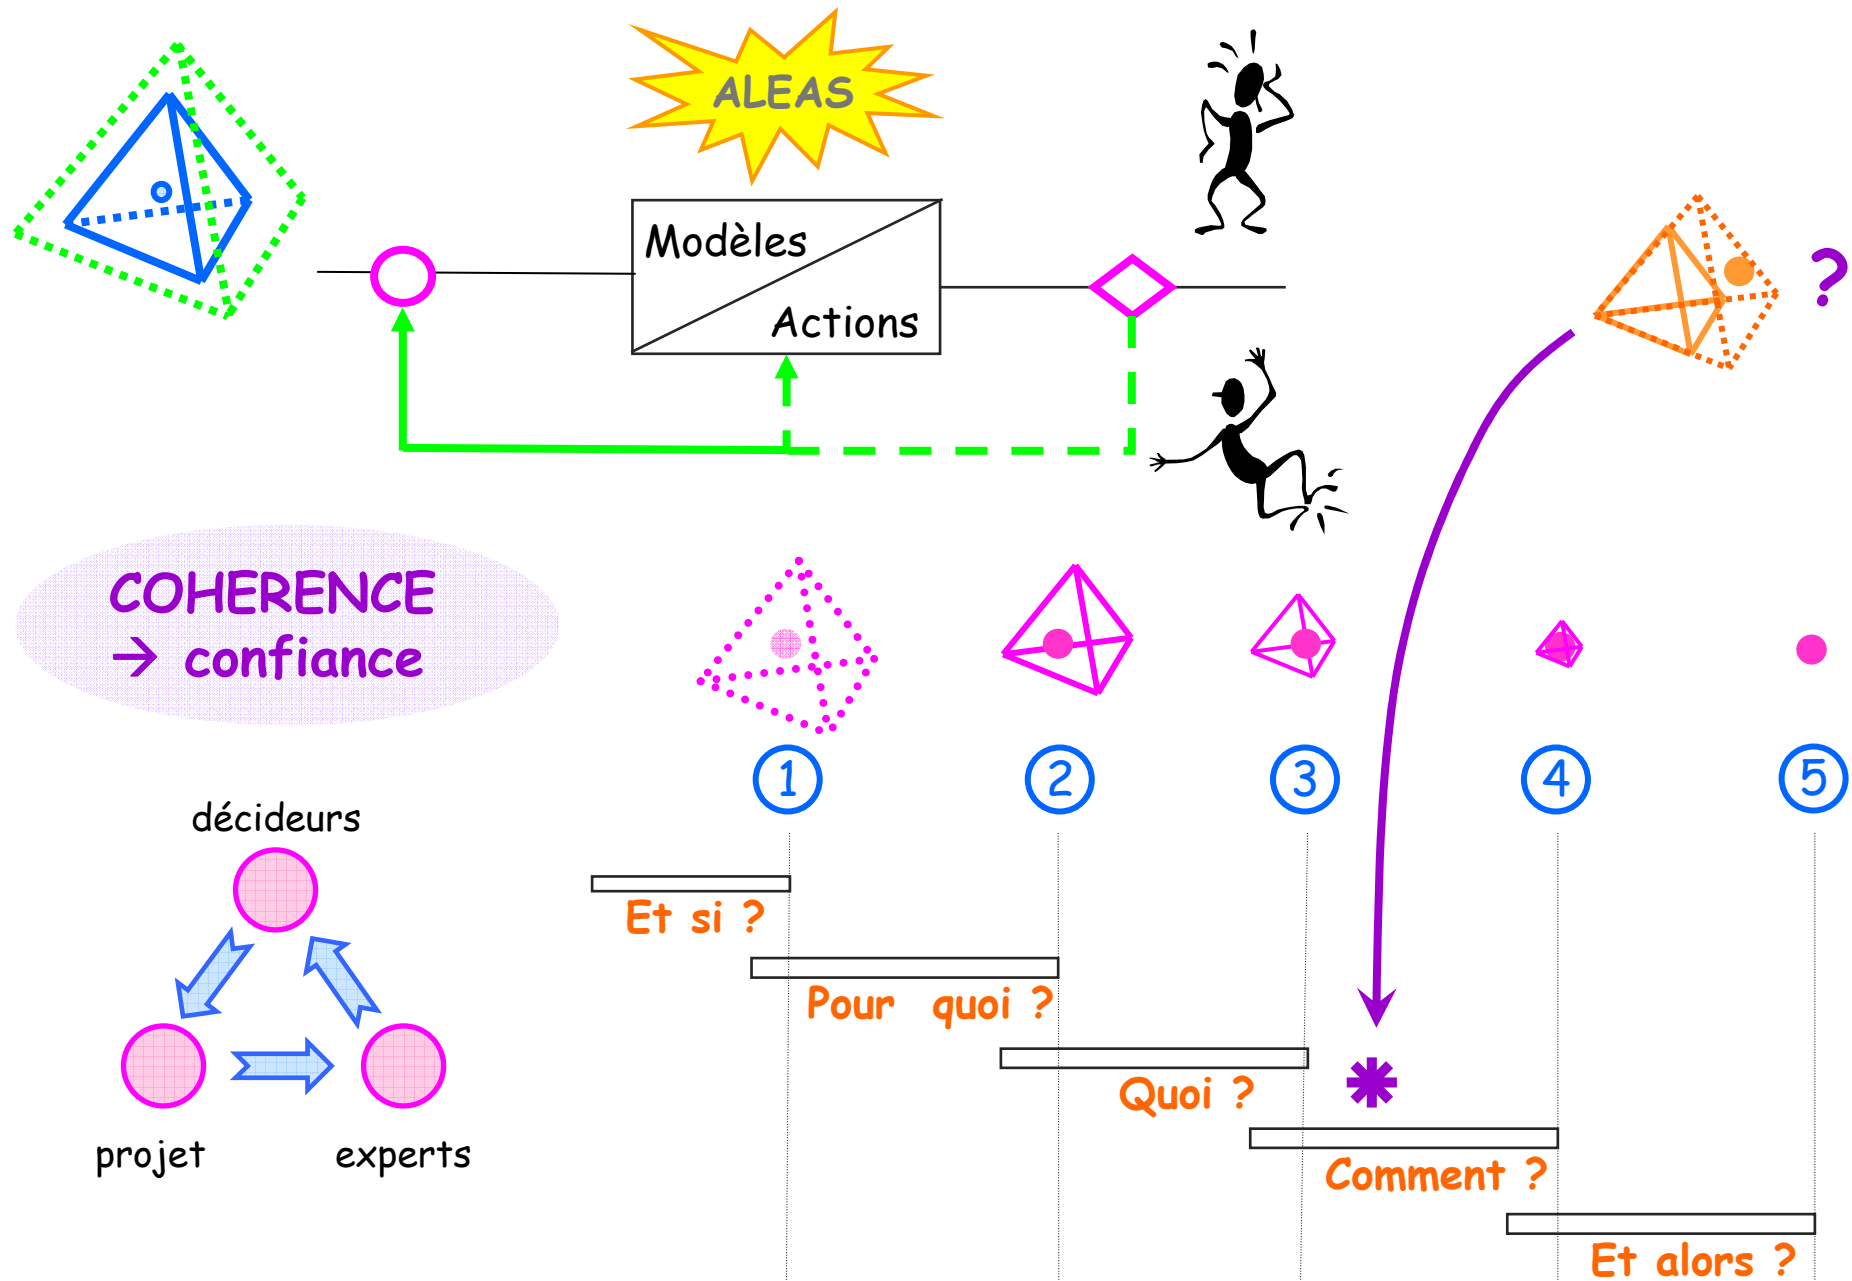 ALEAS
Modèles
Actions
?
COHERENCE
→ confiance
1
2
3
4
5
décideurs
projet
experts
Et si ?
Pour quoi ?
Quoi ?
Comment ?
Et alors ?